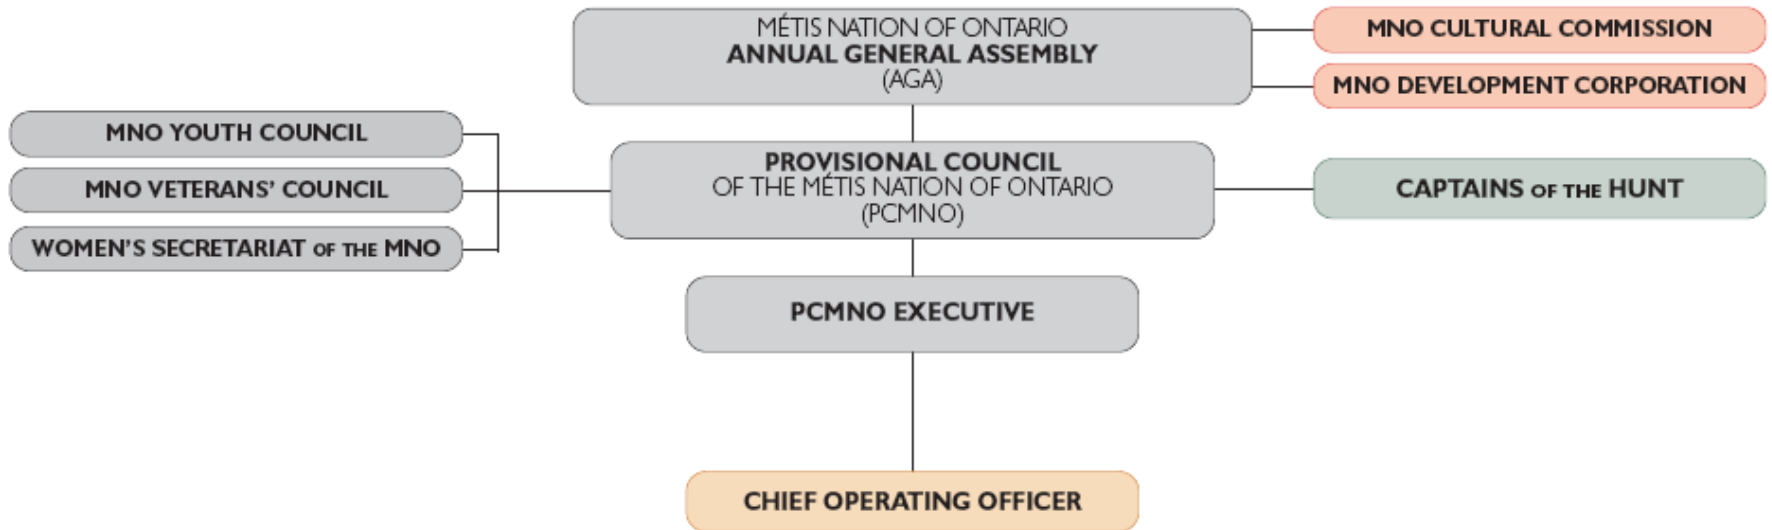 MÉTIS NATION OF ONTARIO
ANNUAL GENERAL ASSEMBLY
(AGA)
MNO CULTURAL COMMISSION
MNO DEVELOPMENT CORPORATION
MNO YOUTH COUNCIL
MNO VETERANS’ COUNCIL
WOMEN’S SECRETARIAT OF THE MNO
PROVISIONAL COUNCIL
OF THE MÉTIS NATION OF ONTARIO
(PCMNO)
CAPTAINS OF THE HUNT
PCMNO EXECUTIVE
CHIEF OPERATING OFFICER